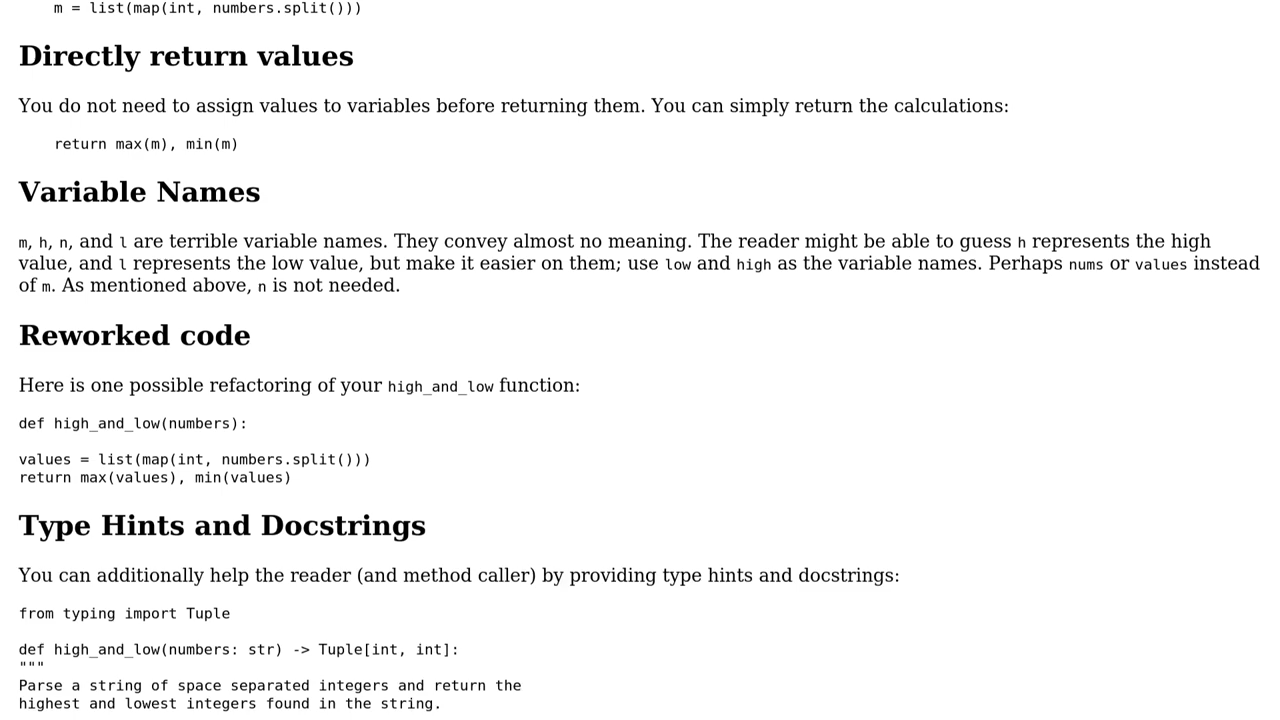 m = list(map(int, numbers.split()))
Directly return values
You do not need to assign values to variables before returning them. You can simply return the calculations:
return max(m), min(m)
Variable Names
m, h, n, and l are terrible variable names. They convey almost no meaning. The reader might be able to guess h represents the high
value, and l represents the low value, but make it easier on them; use low and high as the variable names. Perhaps nums or values instead
of m. As mentioned above, n is not needed.
Reworked code
Here is one possible refactoring of your high_and_low function:
def high_and_low(numbers):
values = list(map(int, numbers.split()))
return max(values), min(values)
Type Hints and Docstrings
You can additionally help the reader (and method caller) by providing type hints and docstrings:
from typing import Tuple
def high_and_low(numbers: str) -> Tuple[int, int]:
"""
Parse a string of space separated integers and return the
highest and lowest integers found in the string.